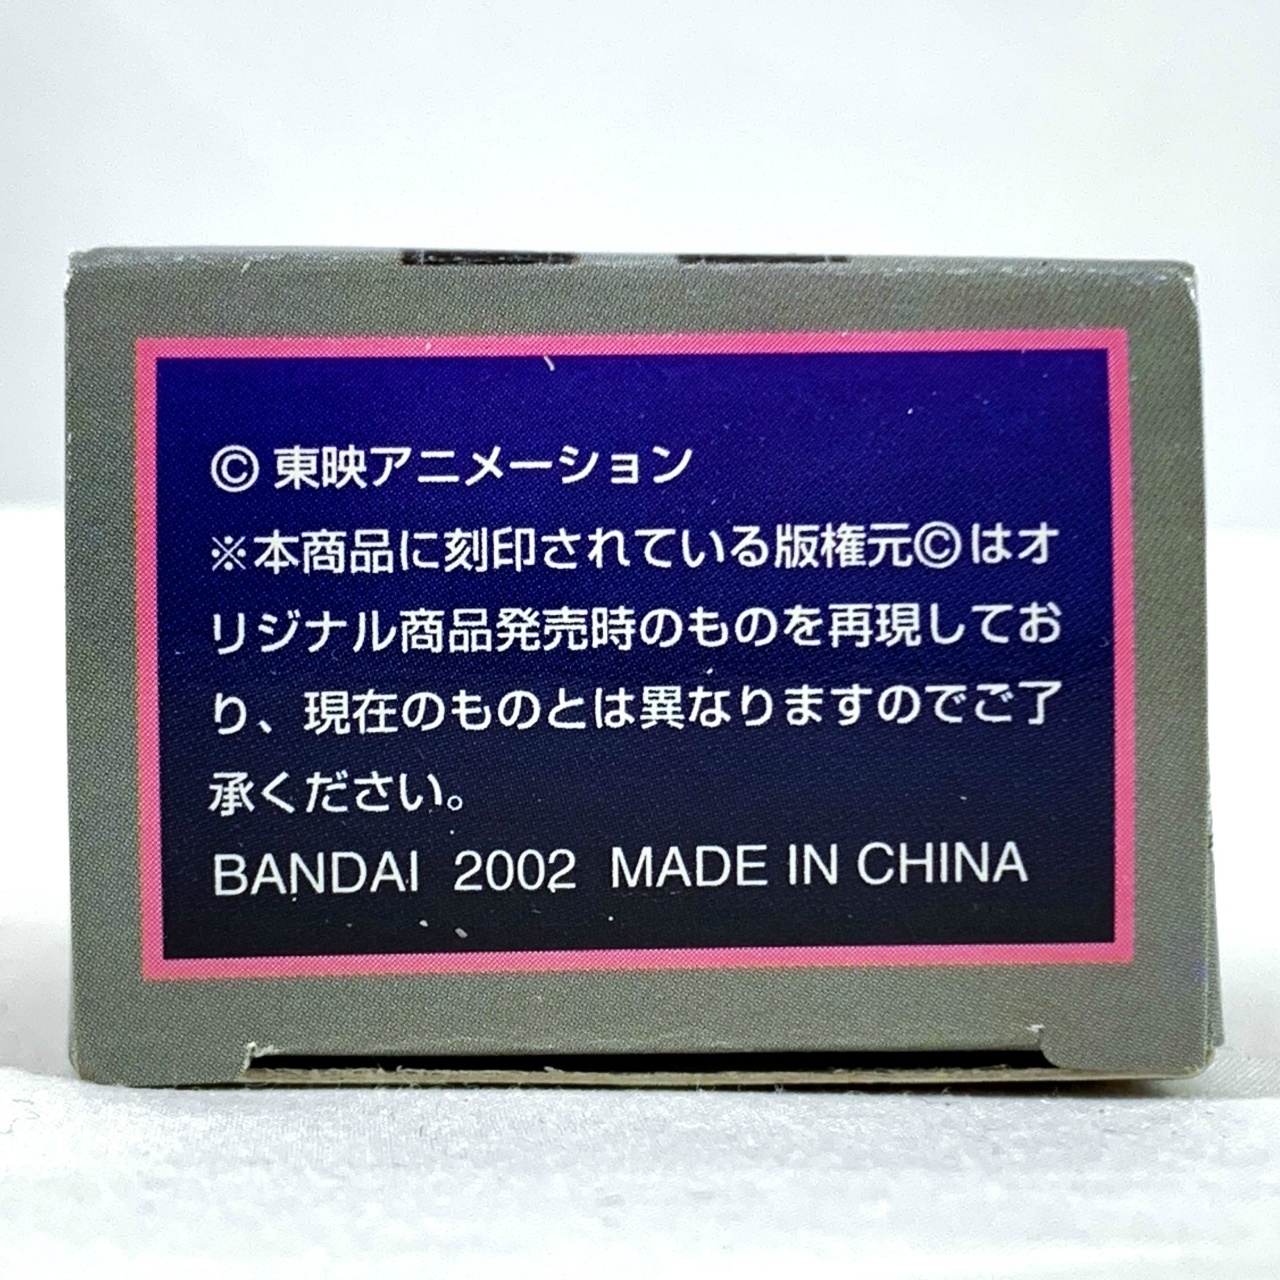 © 東映アニメーション
※本商品に刻印されている版権元©はオ
リジナル商品発売時のものを再現してお
り、現在のものとは異なりますのでご了
承ください。
BANDAI 2002 MADE IN CHINA